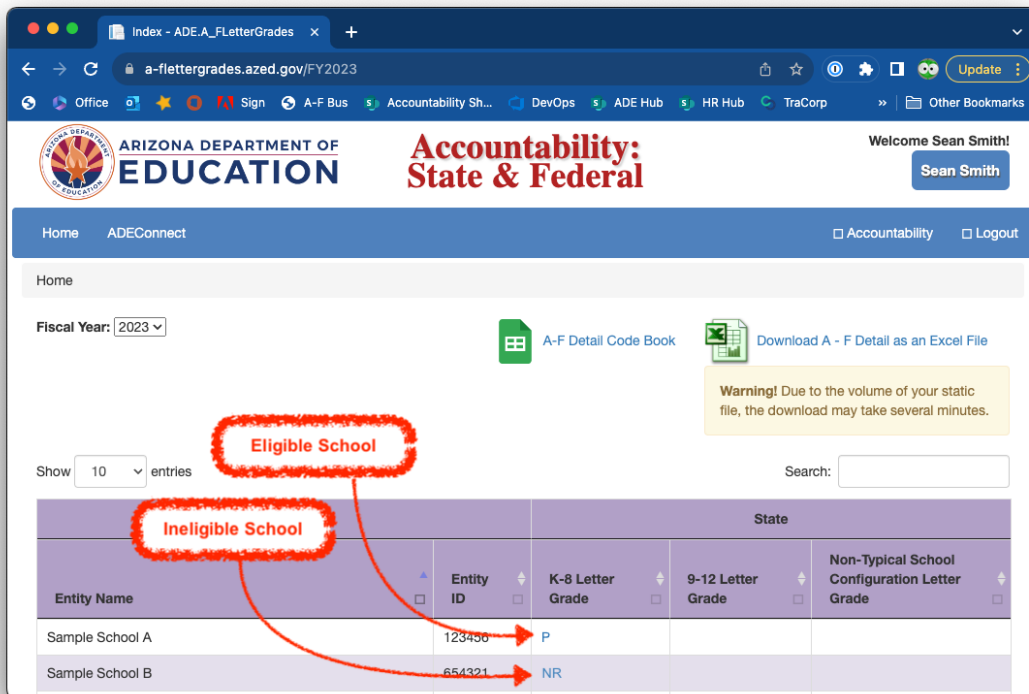 Index - ADE.A_FLetterGrades
a-flettergrades.azed.gov/FY2023
Update
Office
Sign
A-F Bus
Accountability Sh...
DevOps
ADE Hub
HR Hub
TraCorp
»
Other Bookmarks
ARIZONA DEPARTMENT OF
EDUCATION
ARIZONA DEPARTMENT
OF EDUCATION
Accountability:
State & Federal
Welcome Sean Smith!
Sean Smith
Home
ADEConnect
Accountability
Logout
Home
Fiscal Year: 2023
A-F Detail Code Book
Download A - F Detail as an Excel File
Warning! Due to the volume of your static
file, the download may take several minutes.
Eligible School
Show 10 entries
Search:
Ineligible School
State
Entity Name
Entity
ID
K-8 Letter
Grade
9-12 Letter
Grade
Non-Typical School
Configuration Letter
Grade
Sample School A 123456 P
Sample School B 654321 NR